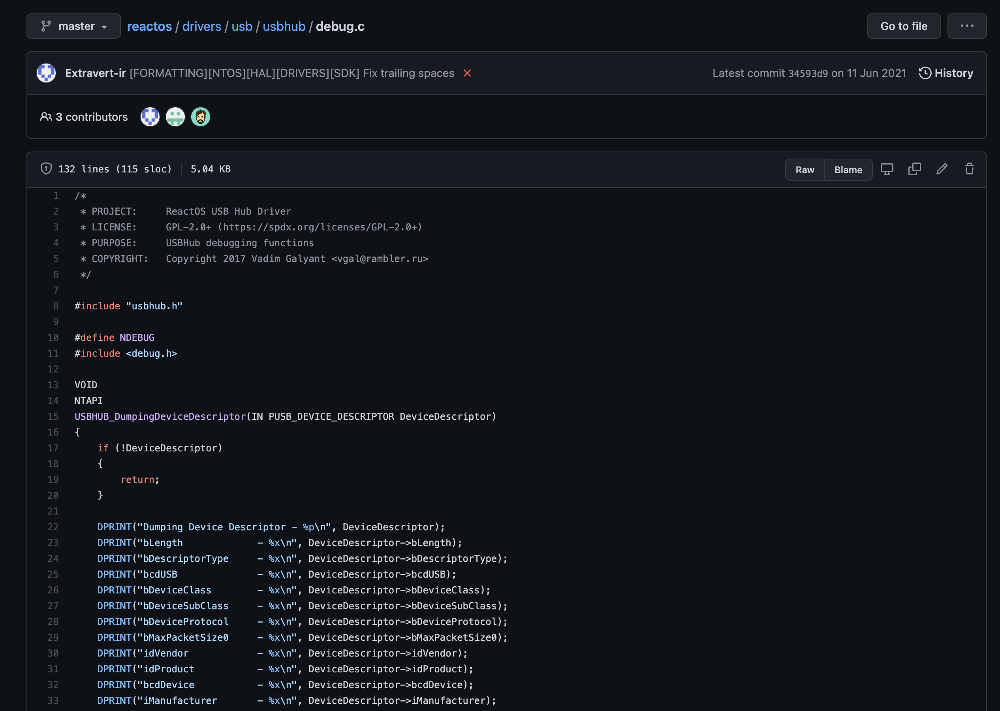 master reactos / drivers / usb / usbhub / debug.c Go to file ...
Extravert-ir [FORMATTING][NTOS][HAL][DRIVERS][SDK] Fix trailing spaces Latest commit 34593d9 on 11 Jun 2021 History
3 contributors
132 lines (115 sloc) 5.04 KB Raw Blame
1 /*
2  * PROJECT:     ReactOS USB Hub Driver
3  * LICENSE:     GPL-2.0+ (https://spdx.org/licenses/GPL-2.0+)
4  * PURPOSE:     USBHub debugging functions
5  * COPYRIGHT:   Copyright 2017 Vadim Galyant <vgal@rambler.ru>
6  */
7
8 #include "usbhub.h"
9
10 #define NDEBUG
11 #include <debug.h>
12
13 VOID
14 NTAPI
15 USBHUB_DumpingDeviceDescriptor(IN PUSB_DEVICE_DESCRIPTOR DeviceDescriptor)
16 {
17     if (!DeviceDescriptor)
18     {
19         return;
20     }
21
22     DPRINT("Dumping Device Descriptor - %p\n", DeviceDescriptor);
23     DPRINT("bLength             - %x\n", DeviceDescriptor->bLength);
24     DPRINT("bDescriptorType     - %x\n", DeviceDescriptor->bDescriptorType);
25     DPRINT("bcdUSB              - %x\n", DeviceDescriptor->bcdUSB);
26     DPRINT("bDeviceClass        - %x\n", DeviceDescriptor->bDeviceClass);
27     DPRINT("bDeviceSubClass     - %x\n", DeviceDescriptor->bDeviceSubClass);
28     DPRINT("bDeviceProtocol     - %x\n", DeviceDescriptor->bDeviceProtocol);
29     DPRINT("bMaxPacketSize0     - %x\n", DeviceDescriptor->bMaxPacketSize0);
30     DPRINT("idVendor            - %x\n", DeviceDescriptor->idVendor);
31     DPRINT("idProduct           - %x\n", DeviceDescriptor->idProduct);
32     DPRINT("bcdDevice           - %x\n", DeviceDescriptor->bcdDevice);
33     DPRINT("iManufacturer       - %x\n", DeviceDescriptor->iManufacturer);